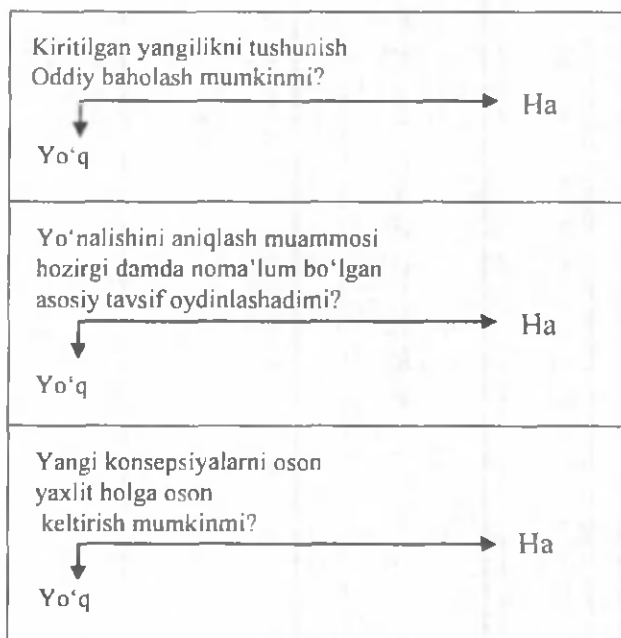 Kiritilgan yangilikni tushunish
Oddiy baholash mumkinmi?
Ha
Yo‘q
Yo‘nalishini aniqlash muammosi
hozirgi damda noma’lum bo‘lgan
asosiy tavsif oydinlashadimi?
Ha
Yo‘q
Yangi konsepsiyalarni oson
yaxlit holga oson
keltirish mumkinmi?
Ha
Yo‘q